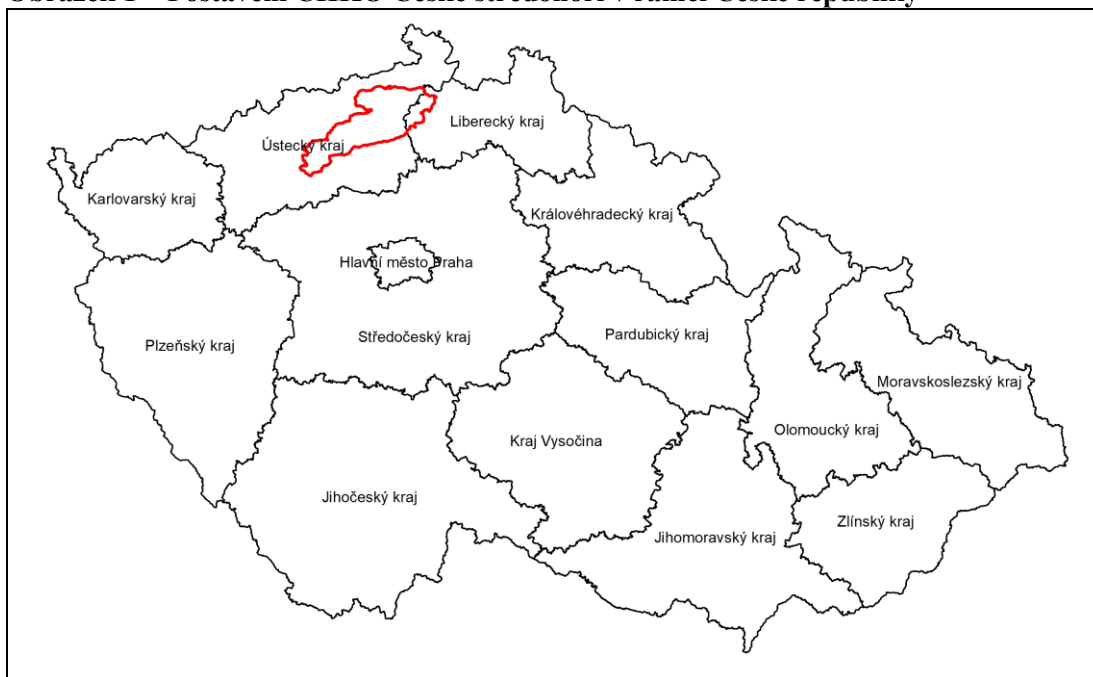 Liberecký kraj
Ústecký kraj
Karlovarský kraj
Královéhradecký kraj
Hlavní město Praha
Plzeňský kraj
Středočeský kraj
Pardubický kraj
Moravskoslezský kraj
Olomoucký kraj
Kraj Vysočina
Jihočeský kraj
Zlínský kraj
Jihomoravský kraj